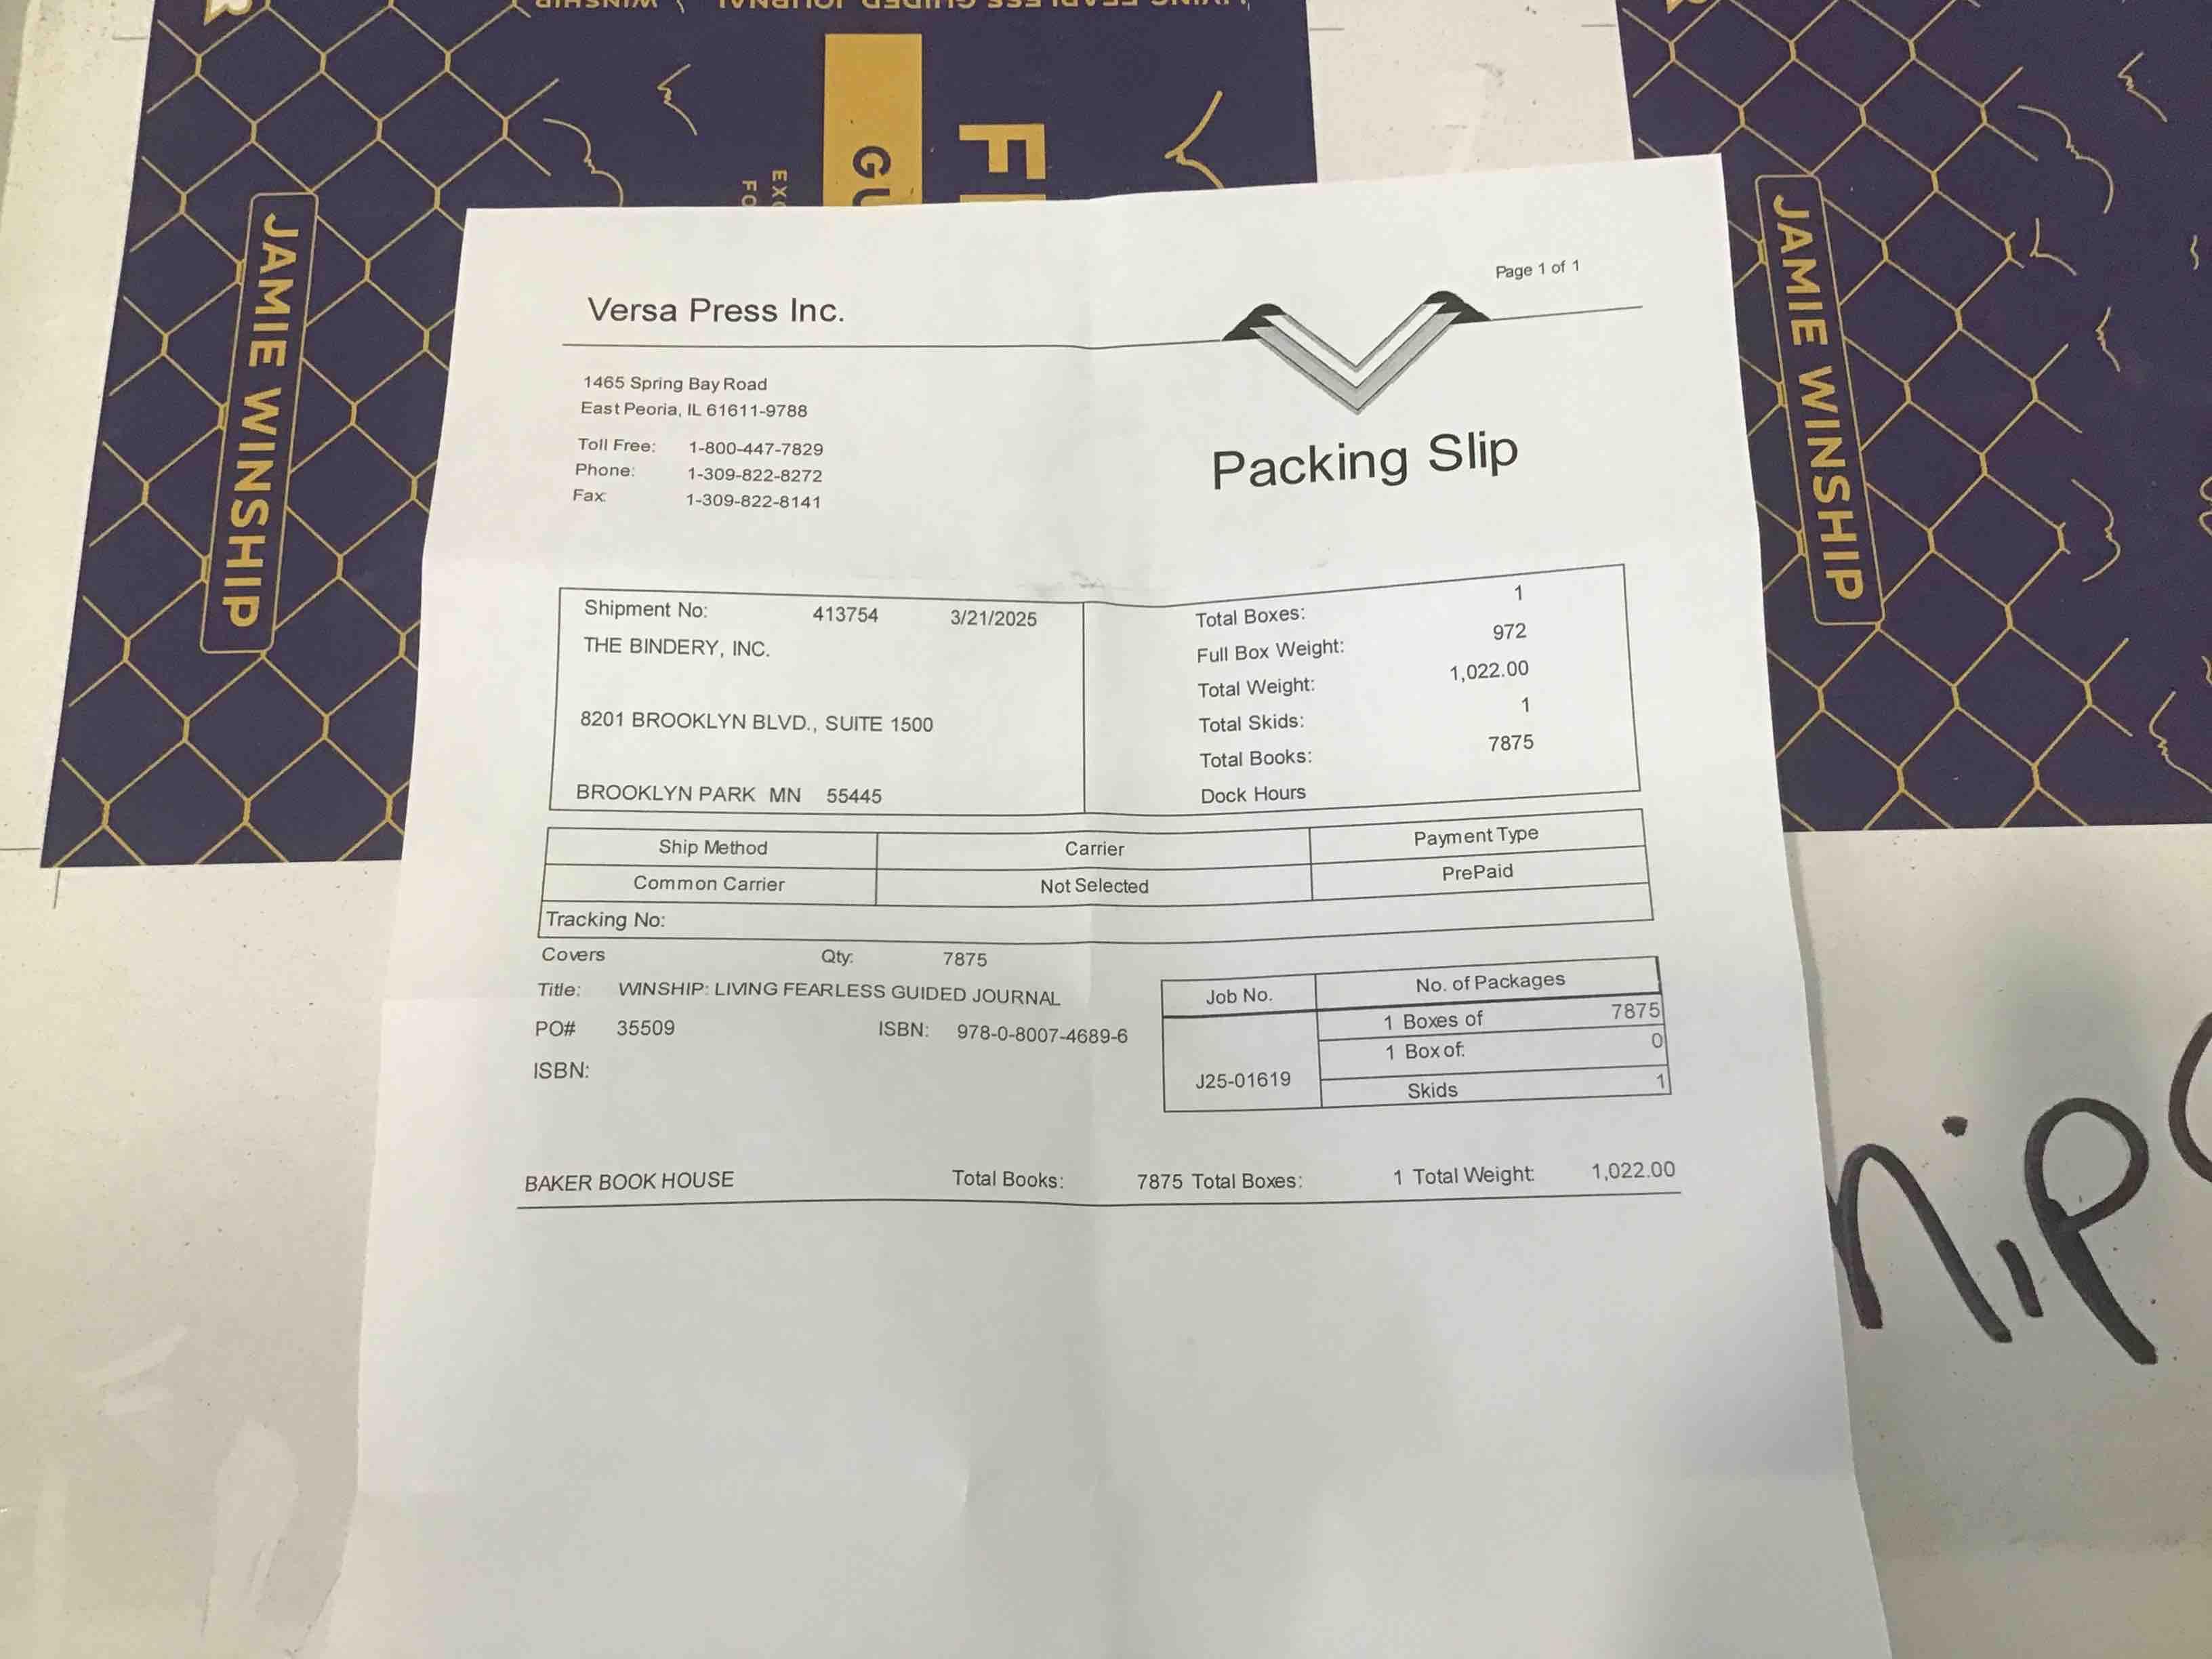 JAMIE WINSHIP
GU
JAMIE WINSHIP
Page 1 of 1
Versa Press Inc.
1465 Spring Bay Road
East Peoria, IL 61611-9788
Toll Free: 1-800-447-7829
Phone: 1-309-822-8272
Fax: 1-309-822-8141
Packing Slip
Shipment No: 413754 3/21/2025
THE BINDERY, INC.
8201 BROOKLYN BLVD., SUITE 1500
BROOKLYN PARK MN 55445
Total Boxes: 1
Full Box Weight: 972
Total Weight: 1,022.00
Total Skids: 1
Total Books: 7875
Dock Hours
Ship Method Carrier Payment Type
Common Carrier Not Selected PrePaid
Tracking No:
Covers Qty: 7875
Title: WINSHIP: LIVING FEARLESS GUIDED JOURNAL
PO# 35509 ISBN: 978-0-8007-4689-6
ISBN:
Job No. No. of Packages
1 Boxes of 7875
1 Box of: 0
J25-01619
Skids 1
BAKER BOOK HOUSE Total Books: 7875 Total Boxes: 1 Total Weight: 1,022.00